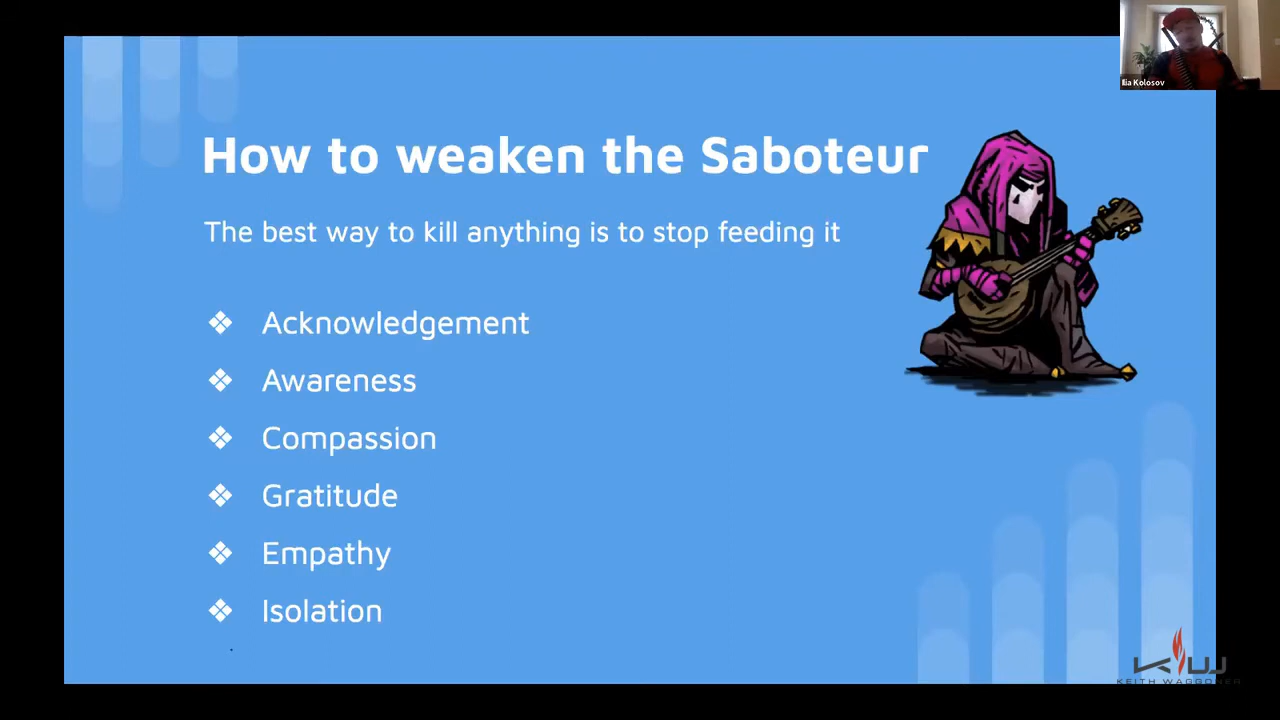 Ilia Kolosov
How to weaken the Saboteur
The best way to kill anything is to stop feeding it
❖ Acknowledgement
❖ Awareness
❖ Compassion
❖ Gratitude
❖ Empathy
❖ Isolation
KW
KEITH WAGGONER